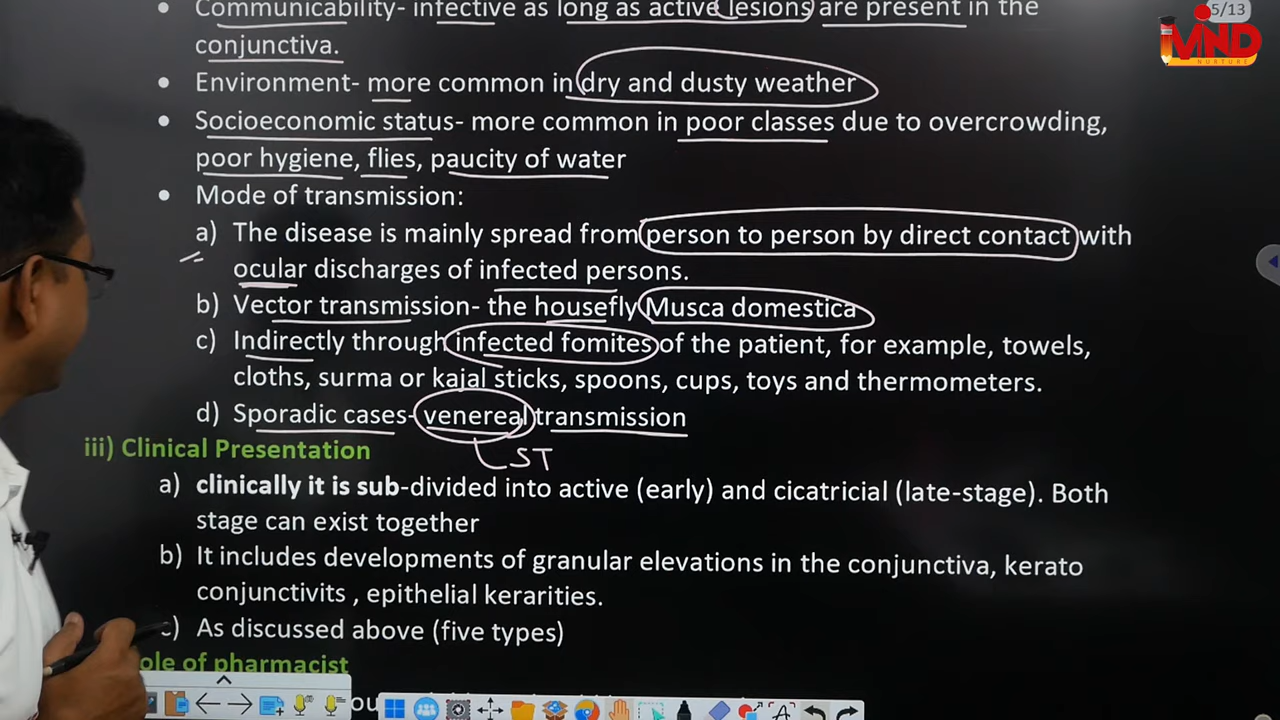 Communicability- infective as long as active lesions are present in the
5/13
conjunctiva.
MIND
NURTURE
Environment- more common in dry and dusty weather
Socioeconomic status- more common in poor classes due to overcrowding,
poor hygiene, flies, paucity of water
Mode of transmission:
a) The disease is mainly spread from person to person by direct contact with
ocular discharges of infected persons.
b) Vector transmission- the housefly Musca domestica
c) Indirectly through infected fomites of the patient, for example, towels,
cloths, surma or kajal sticks, spoons, cups, toys and thermometers.
d) Sporadic cases- venereal transmission
ST
iii) Clinical Presentation
a) clinically it is sub-divided into active (early) and cicatricial (late-stage). Both
stage can exist together
b) It includes developments of granular elevations in the conjunctiva, kerato
conjunctivits , epithelial kerarities.
c) As discussed above (five types)
ole of pharmacist
ou